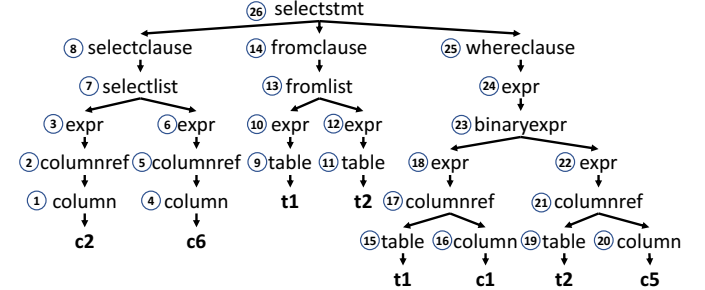 26 selectstmt
8 selectclause 14 fromclause 25 whereclause
7 selectlist 13 fromlist 24 expr
3 expr 6 expr 10 expr 12 expr 23 binaryexpr
2 columnref 5 columnref 9 table 11 table 18 expr 22 expr
1 column 4 column t1 t2 17 columnref 21 columnref
c2 c6 15 table 16 column 19 table 20 column
t1 c1 t2 c5